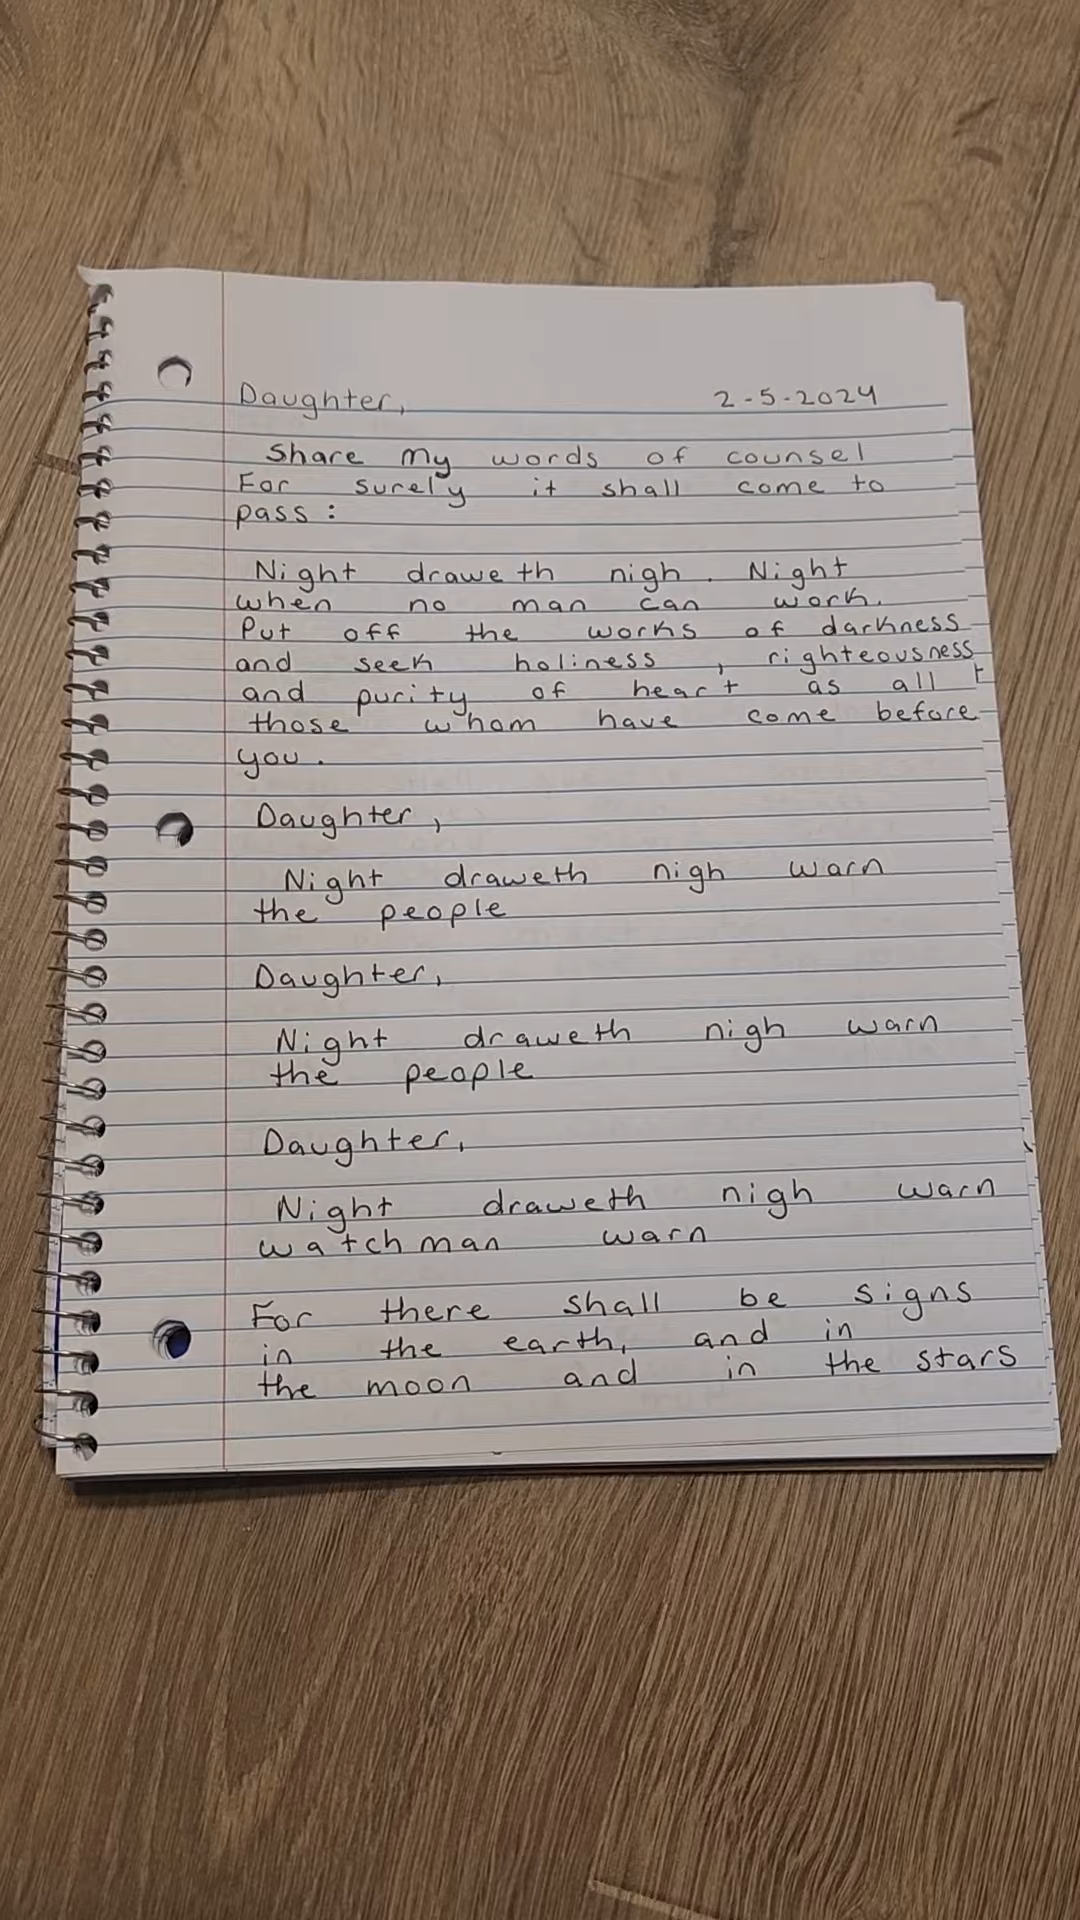 Daughter, 2-5-2024
Share my words of counsel
For surely it shall come to
pass:
Night draweth nigh. Night
when no man can work.
Put off the works of darkness
and seek holiness, righteousness
and purity of heart as all
those whom have come before
you.
Daughter,
Night draweth nigh warn
the people
Daughter,
Night draweth nigh warn
the people
Daughter,
Night draweth nigh warn
watchman warn
For there shall be signs
in the earth, and in
the moon and in the stars